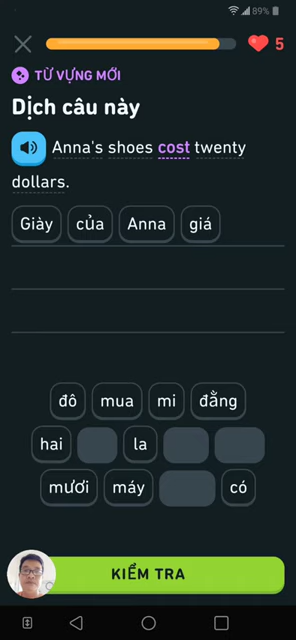 89%
5
TỪ VỰNG MỚI
Dịch câu này
Anna's shoes cost twenty
dollars.
Giày của Anna giá
đô mua mi đằng
hai la
mươi máy có
KIỂM TRA